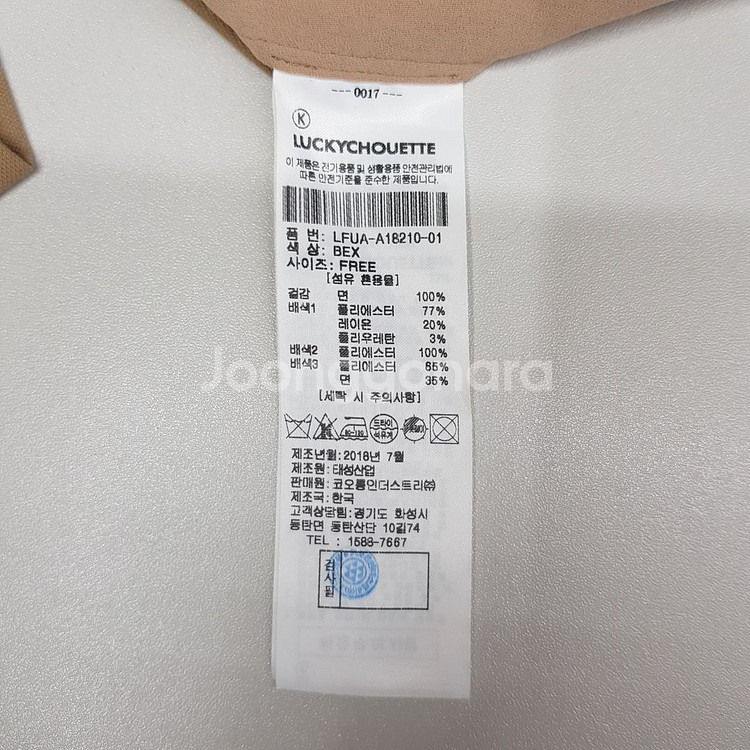 ---0017---
K
LUCKYCHOUETTE
이 제품은 전기용품 및 생활용품 안전관리법에
따른 안전기준을 준수한 제품입니다.
품 번: LFUA-A18210-01
색 상: BEX
사이즈: FREE
[섬유 혼용율]
겉감 면 100%
배색1 폴리에스터 77%
레이온 20%
폴리우레탄 3%
배색2 폴리에스터 100%
배색3 폴리에스터 65%
면 35%
Joonggonara
[세탁 시 주의사항]
드라이
석유계
제조년월:2018년 7월
제조원:태성산업
판매원:코오롱인더스트리㈜
제조국:한국
고객상담팀:경기도 화성시
동탄면 동탄산단 10길74
TEL : 1588-7667
검사필